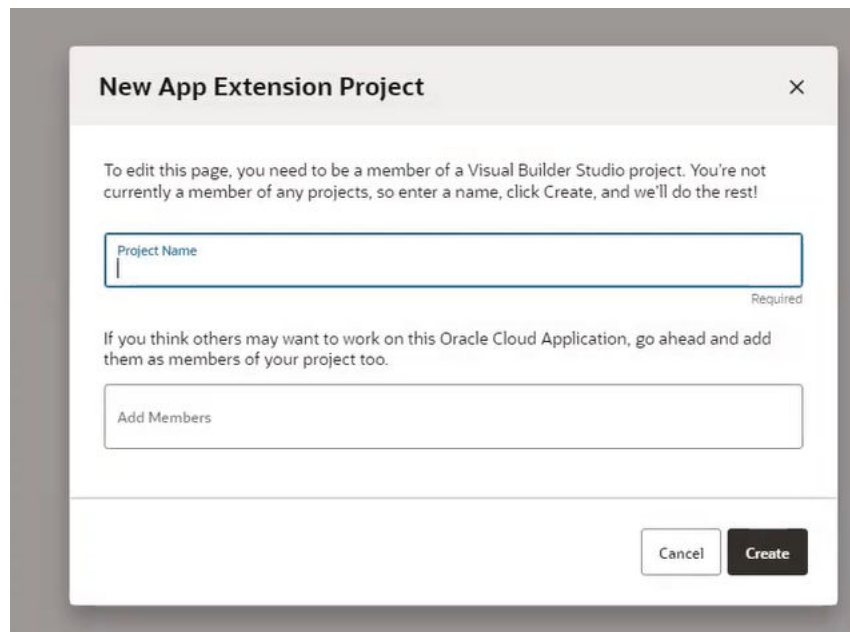 New App Extension Project
To edit this page, you need to be a member of a Visual Builder Studio project. You're not
currently a member of any projects, so enter a name, click Create, and we'll do the rest!
Project Name
Required
If you think others may want to work on this Oracle Cloud Application, go ahead and add
them as members of your project too.
Add Members
Cancel Create